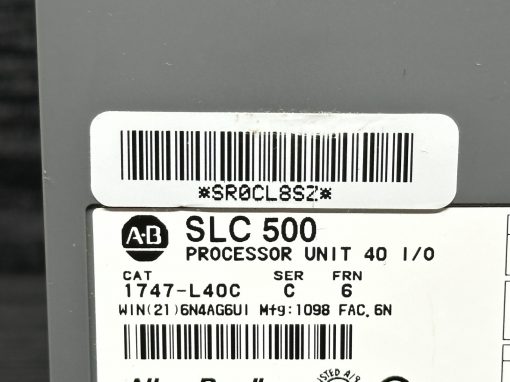 *SR0CL8SZ*
A-B SLC 500
PROCESSOR UNIT 40 I/O
CAT SER FRN
1747-L40C C 6
WIN(21)6N4AG6UI Mfg:1098 FAC.6N